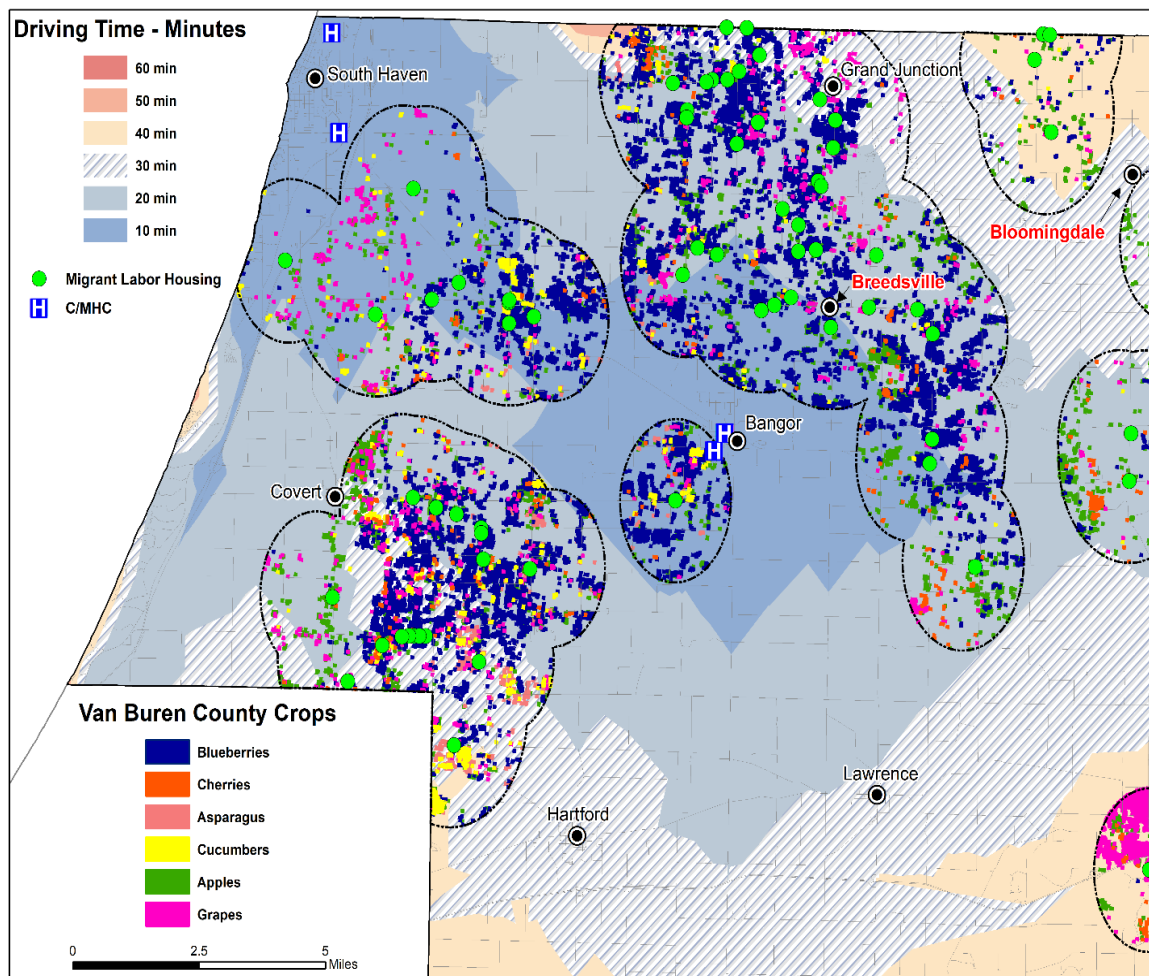 Driving Time - Minutes
60 min
50 min
40 min
30 min
20 min
10 min
Migrant Labor Housing
H C/MHC
H
South Haven
H
Grand Junction
Bloomingdale
Breedsville
H
Bangor
H
Covert
Lawrence
Hartford
Van Buren County Crops
Blueberries
Cherries
Asparagus
Cucumbers
Apples
Grapes
0 2.5 5
Miles